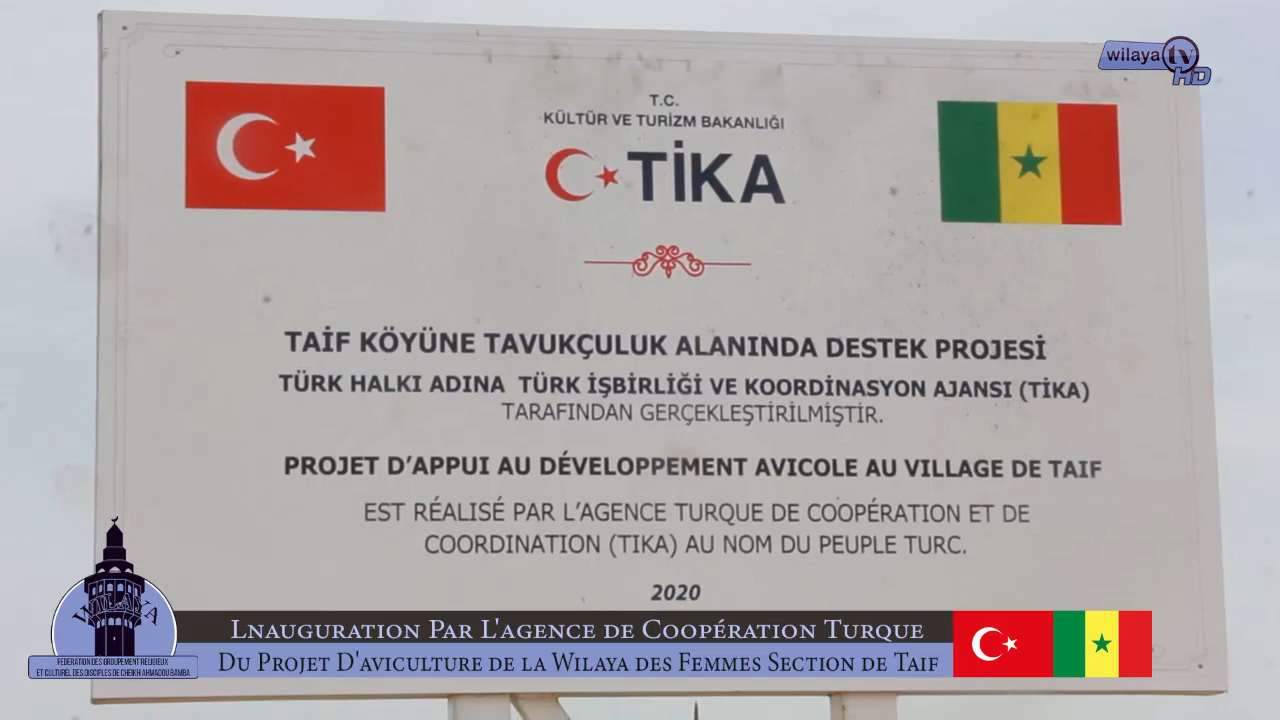 wilaya tv HD
T.C.
KÜLTÜR VE TURİZM BAKANLIĞI
TİKA
TAİF KÖYÜNE TAVUKÇULUK ALANINDA DESTEK PROJESİ
TÜRK HALKI ADINA TÜRK İŞBİRLİĞİ VE KOORDİNASYON AJANSI (TİKA)
TARAFINDAN GERÇEKLEŞTİRİLMİŞTİR.
PROJET D'APPUI AU DÉVELOPPEMENT AVICOLE AU VILLAGE DE TAIF
EST RÉALISÉ PAR L'AGENCE TURQUE DE COOPÉRATION ET DE
COORDINATION (TIKA) AU NOM DU PEUPLE TURC.
2020
WILAYA
FEDERATION DES GROUPEMENT RELIGIEUX
ET CULTUREL DES DISCIPLES DE CHEIKH AHMADOU BAMBA
Lnauguration Par L'agence de Coopération Turque
Du Projet D'aviculture de la Wilaya des Femmes Section de Taif